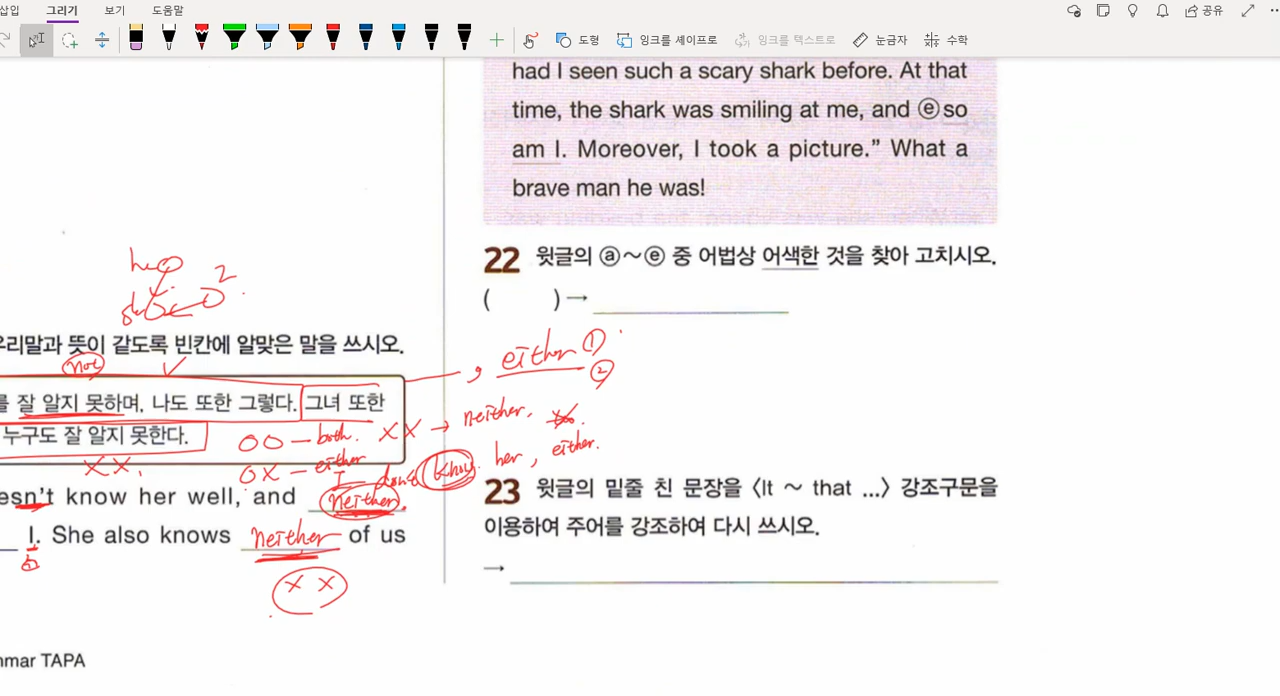 삽입 그리기 보기 도움말 공유
도형 잉크를 셰이프로 잉크를 텍스트로 눈금자 수학
had I seen such a scary shark before. At that
time, the shark was smiling at me, and ⓔ so
am I. Moreover, I took a picture.” What a
brave man he was!
22 윗글의 ⓐ~ⓔ 중 어법상 어색한 것을 찾아 고치시오.
( ) →
23 윗글의 밑줄 친 문장을 〈It ~ that ...〉 강조구문을
이용하여 주어를 강조하여 다시 쓰시오.
→
he
2
우리말과 뜻이 같도록 빈칸에 알맞은 말을 쓰시오.
not
, either ①
②
를 잘 알지 못하며, 나도 또한 그렇다. 그녀 또한
누구도 잘 알지 못한다.
OO – both. XX → neither.
XX. OX – either
I don't know her, either.
esn't know her well, and neither.
I. She also knows neither of us
X X
mmar TAPA